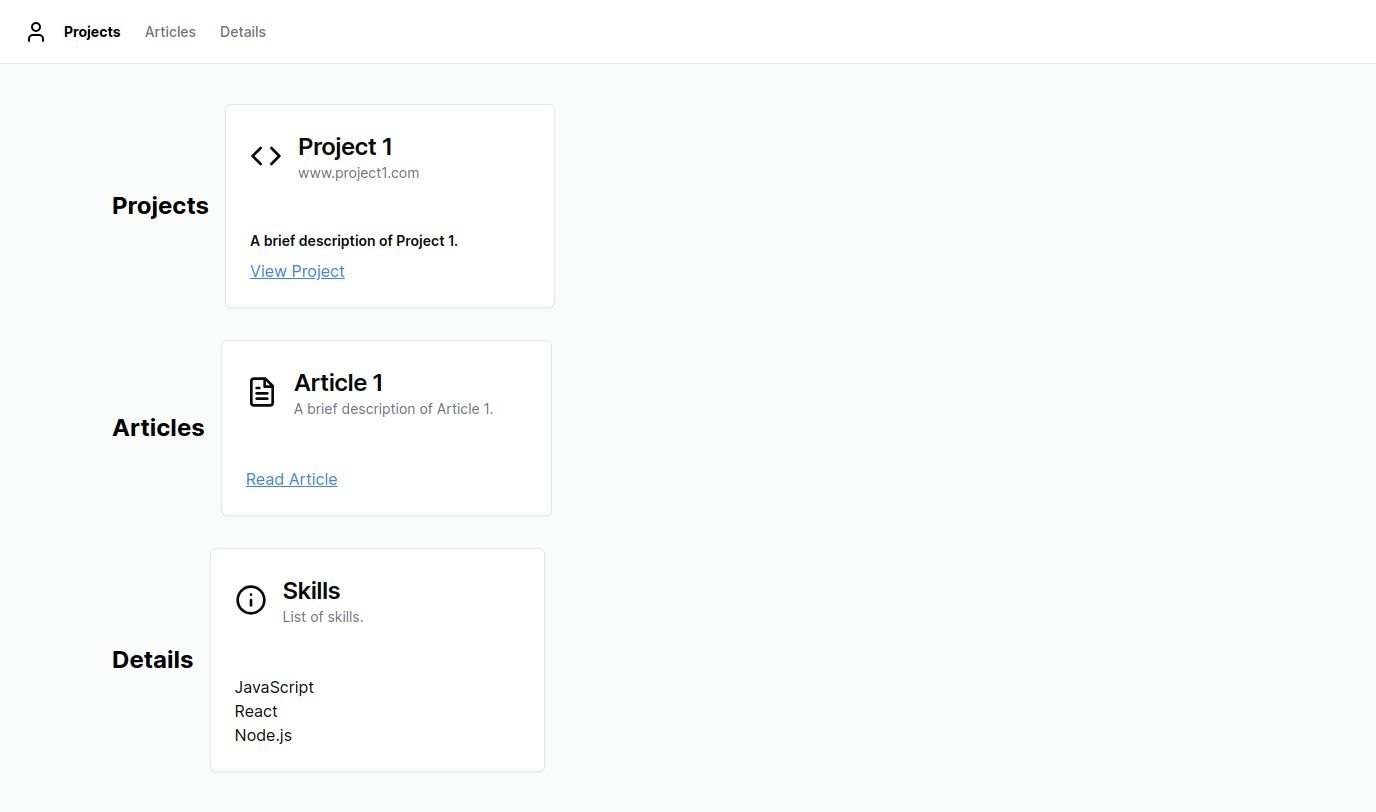 Projects Articles Details
Projects
Project 1
www.project1.com
A brief description of Project 1.
View Project
Articles
Article 1
A brief description of Article 1.
Read Article
Details
Skills
List of skills.
JavaScript
React
Node.js